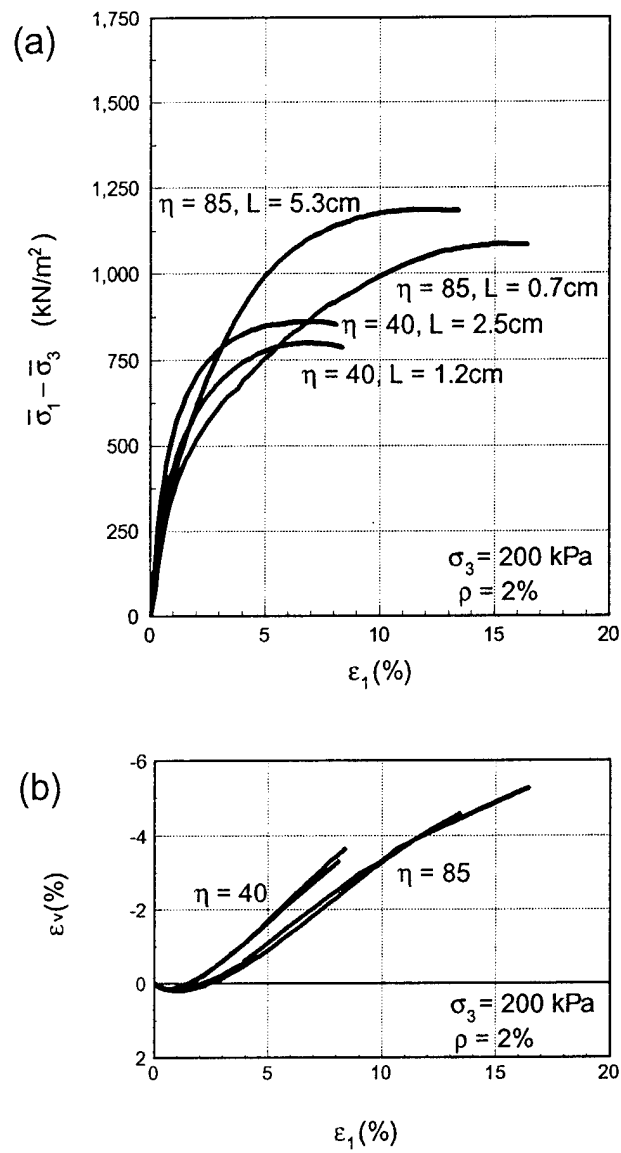 (a)
1,750
1,500
1,250
1,000
750
500
250
0
σ̅₁ – σ̅₃ (kN/m²)
η = 85, L = 5.3cm
η = 85, L = 0.7cm
η = 40, L = 2.5cm
η = 40, L = 1.2cm
σ₃ = 200 kPa
ρ = 2%
0 5 10 15 20
ε₁(%)
(b)
-6
-4
-2
0
2
εᵥ(%)
η = 40
η = 85
σ₃ = 200 kPa
ρ = 2%
0 5 10 15 20
ε₁(%)